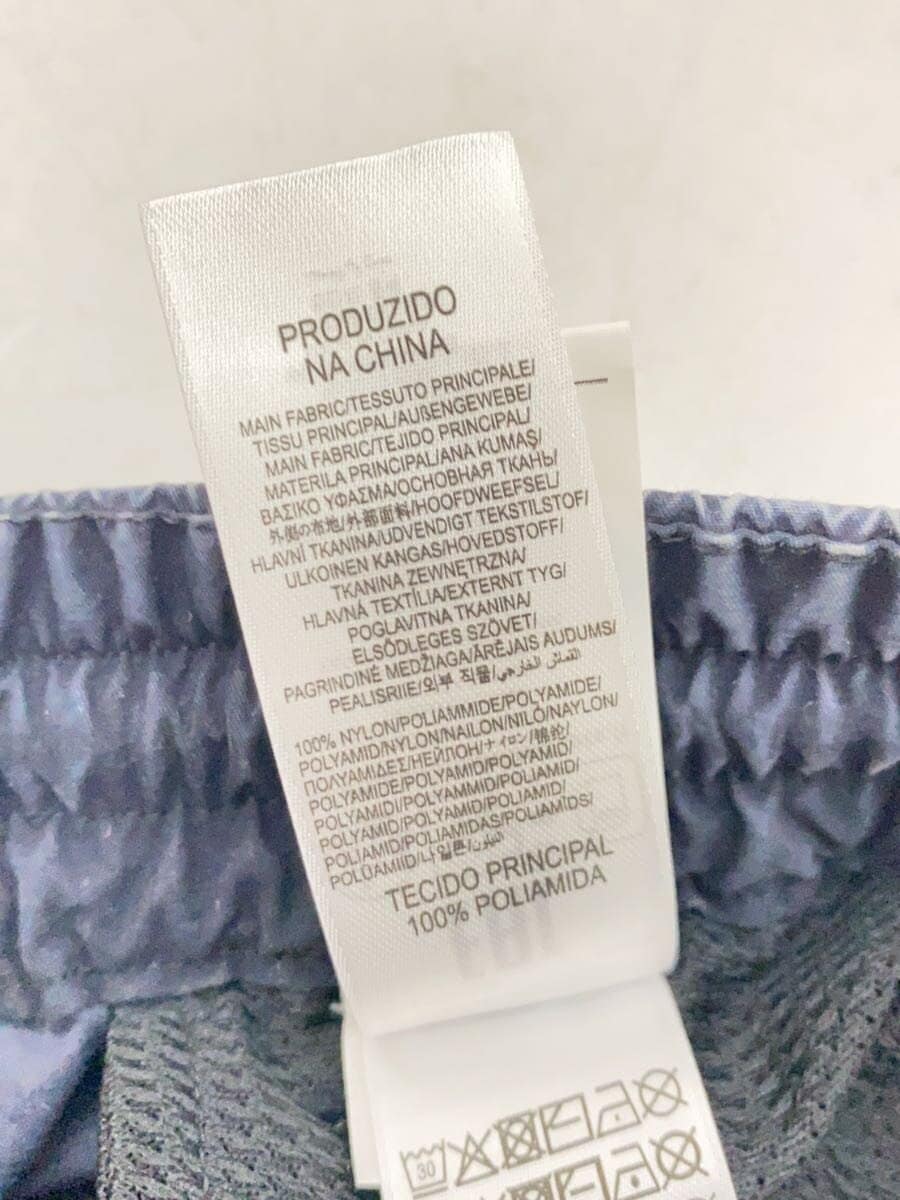 PRODUZIDO
NA CHINA
MAIN FABRIC/TESSUTO PRINCIPALE/
TISSU PRINCIPAL/AUßENGEWEBE/
MAIN FABRIC/TEJIDO PRINCIPAL/
MATERILA PRINCIPAL/ANA KUMAŞ/
ΒΑΣΙΚΟ ΥΦΑΣΜΑ/ОСНОВНАЯ ТКАНЬ/
外側の布地/外部面料/HOOFDWEEFSEL/
HLAVNÍ TKANINA/UDVENDIGT TEKSTILSTOF/
ULKOINEN KANGAS/HOVEDSTOFF/
TKANINA ZEWNĘTRZNA/
HLAVNÁ TEXTÍLIA/EXTERNT TYG/
POGLAVITNA TKANINA/
ELSŐDLEGES SZÖVET/
PAGRINDINĖ MEDŽIAGA/ĀRĒJAIS AUDUMS/
PEALISRIIE/외부 직물/القماش الخارجي/
100% NYLON/POLIAMMIDE/POLYAMIDE/
POLYAMID/NYLON/NAILON/NILÓ/NAYLON/
ΠΟΛΥΑΜΙΔΕΣ/НЕЙЛОН/ナイロン/锦纶/
POLYAMIDE/POLYAMID/POLYAMID/
POLYAMID/POLYAMMID/POLIAMID/
POLYAMID/POLYAMID/POLIAMID/
POLIAMID/POLIAMIDAS/POLIAMĪDS/
POLÜAMIID/나일론/النيلون/
TECIDO PRINCIPAL
100% POLIAMIDA
30